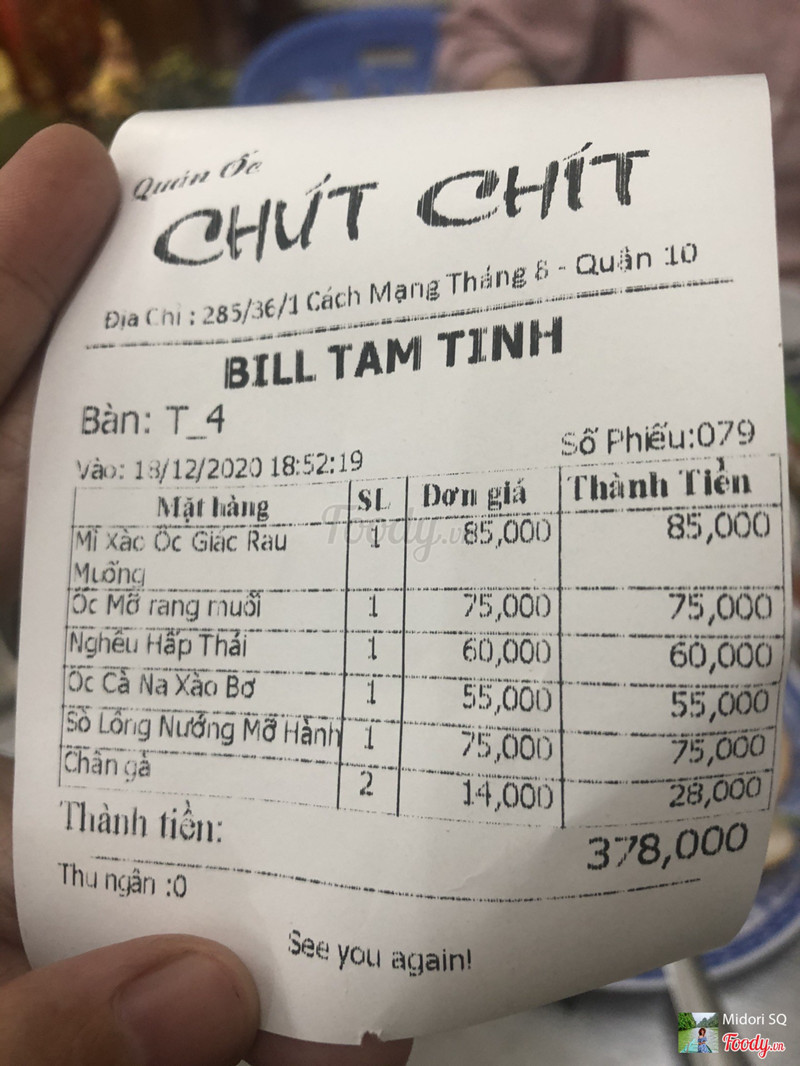 Quán Ốc
CHÚT CHÍT
Địa Chỉ : 285/36/1 Cách Mạng Tháng 8 - Quận 10
BILL TAM TINH
Bàn: T_4
Số Phiếu:079
Vào: 18/12/2020 18:52:19
Mặt hàng SL Đơn giá Thành Tiền
Mì Xào Ốc Giác Rau 1 85,000 85,000
Muống
Ốc Mỡ rang muối 1 75,000 75,000
Nghêu Hấp Thái 1 60,000 60,000
Ốc Cà Na Xào Bơ 1 55,000 55,000
Sò Lông Nướng Mỡ Hành 1 75,000 75,000
Chân gà 2 14,000 28,000
Thành tiền: 378,000
Thu ngân :0
See you again!
Foody.vn
Midori SQ
Foody.vn